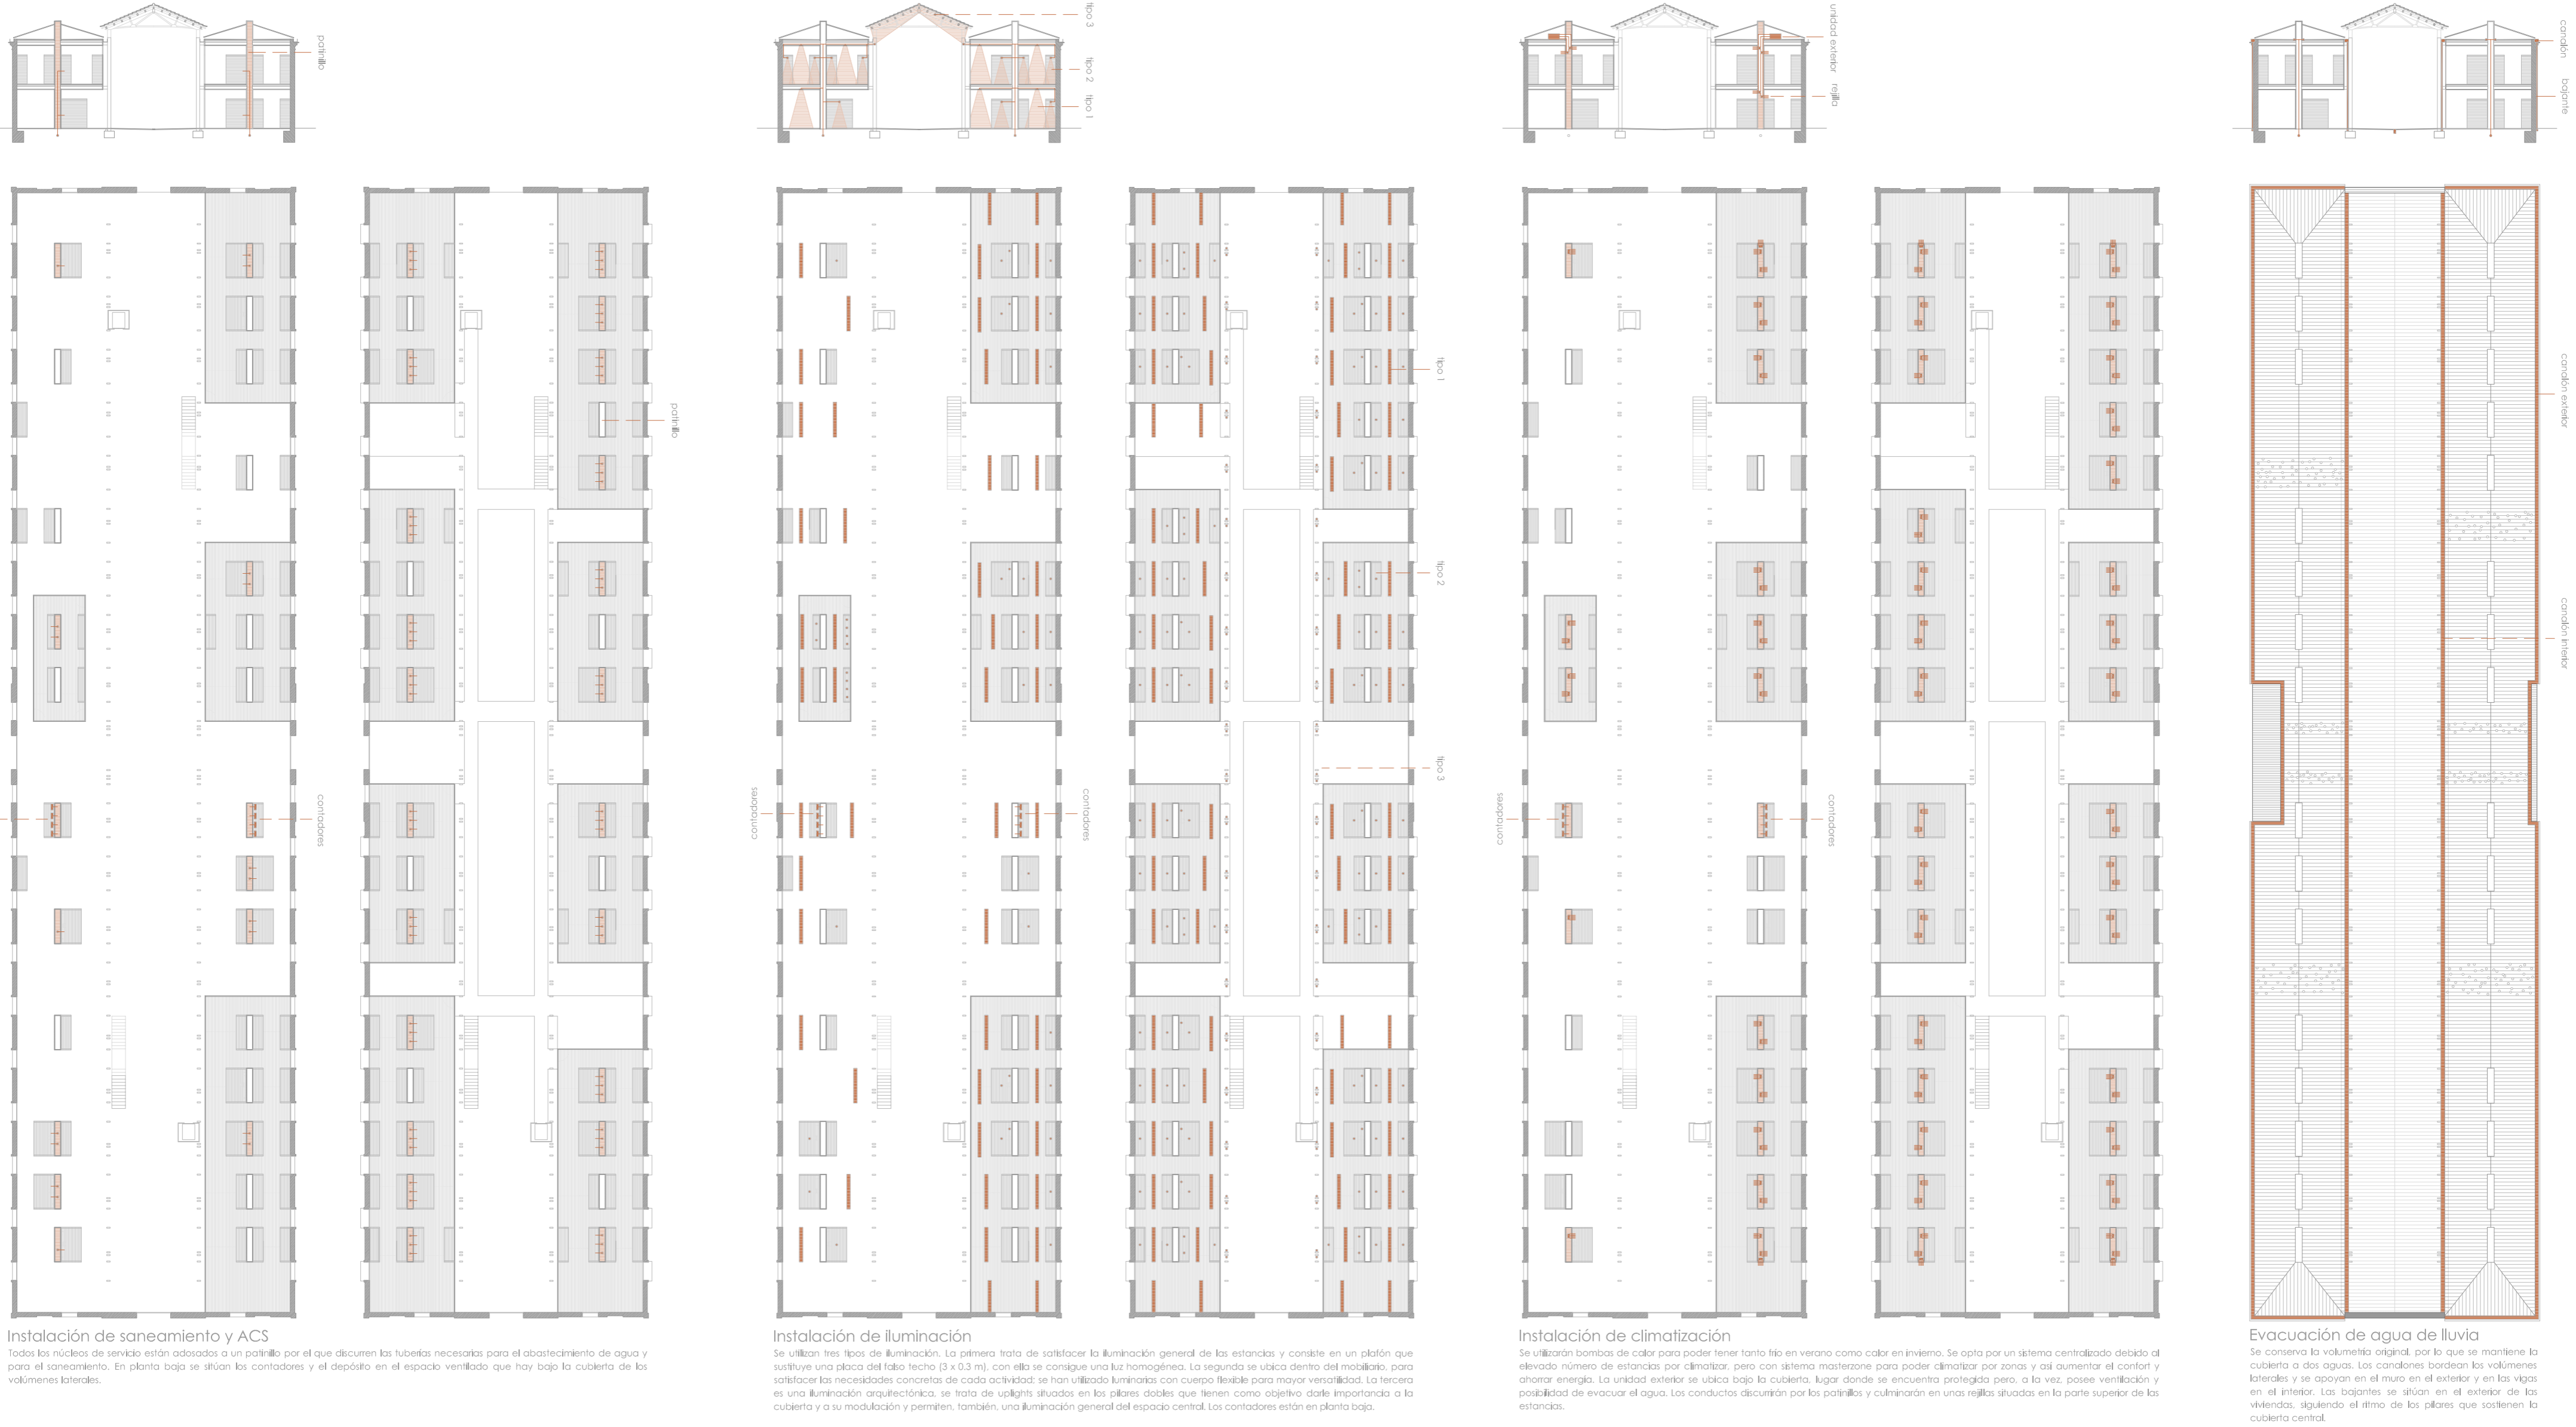 patinillo
tipo 3
tipo 2
tipo 1
unidad exterior
rejilla
canalón
bajante
patinillo
contadores
tipo 1
tipo 2
tipo 3
contadores
contadores
contadores
contadores
canalón exterior
canalón interior
Instalación de saneamiento y ACS
Todos los núcleos de servicio están adosados a un patinillo por el que discurren las tuberías necesarias para el abastecimiento de agua y
para el saneamiento. En planta baja se sitúan los contadores y el depósito en el espacio ventilado que hay bajo la cubierta de los
volúmenes laterales.
Instalación de iluminación
Se utilizan tres tipos de iluminación. La primera trata de satisfacer la iluminación general de las estancias y consiste en un plafón que
sustituye una placa del falso techo (3 x 0.3 m), con ella se consigue una luz homogénea. La segunda se ubica dentro del mobiliario, para
satisfacer las necesidades concretas de cada actividad; se han utilizado luminarias con cuerpo flexible para mayor versatilidad. La tercera
es una iluminación arquitectónica, se trata de uplights situados en los pilares dobles que tienen como objetivo darle importancia a la
cubierta y a su modulación y permiten, también, una iluminación general del espacio central. Los contadores están en planta baja.
Instalación de climatización
Se utilizarán bombas de calor para poder tener tanto frío en verano como calor en invierno. Se opta por un sistema centralizado debido al
elevado número de estancias por climatizar, pero con sistema masterzone para poder climatizar por zonas y asi aumentar el confort y
ahorrar energía. La unidad exterior se ubica bajo la cubierta, lugar donde se encuentra protegida pero, a la vez, posee ventilación y
posibilidad de evacuar el agua. Los conductos discurrirán por los patinillos y culminarán en unas rejillas situadas en la parte superior de las
estancias.
Evacuación de agua de lluvia
Se conserva la volumetría original, por lo que se mantiene la
cubierta a dos aguas. Los canalones bordean los volúmenes
laterales y se apoyan en el muro en el exterior y en las vigas
en el interior. Las bajantes se sitúan en el exterior de las
viviendas, siguiendo el ritmo de los pilares que sostienen la
cubierta central.